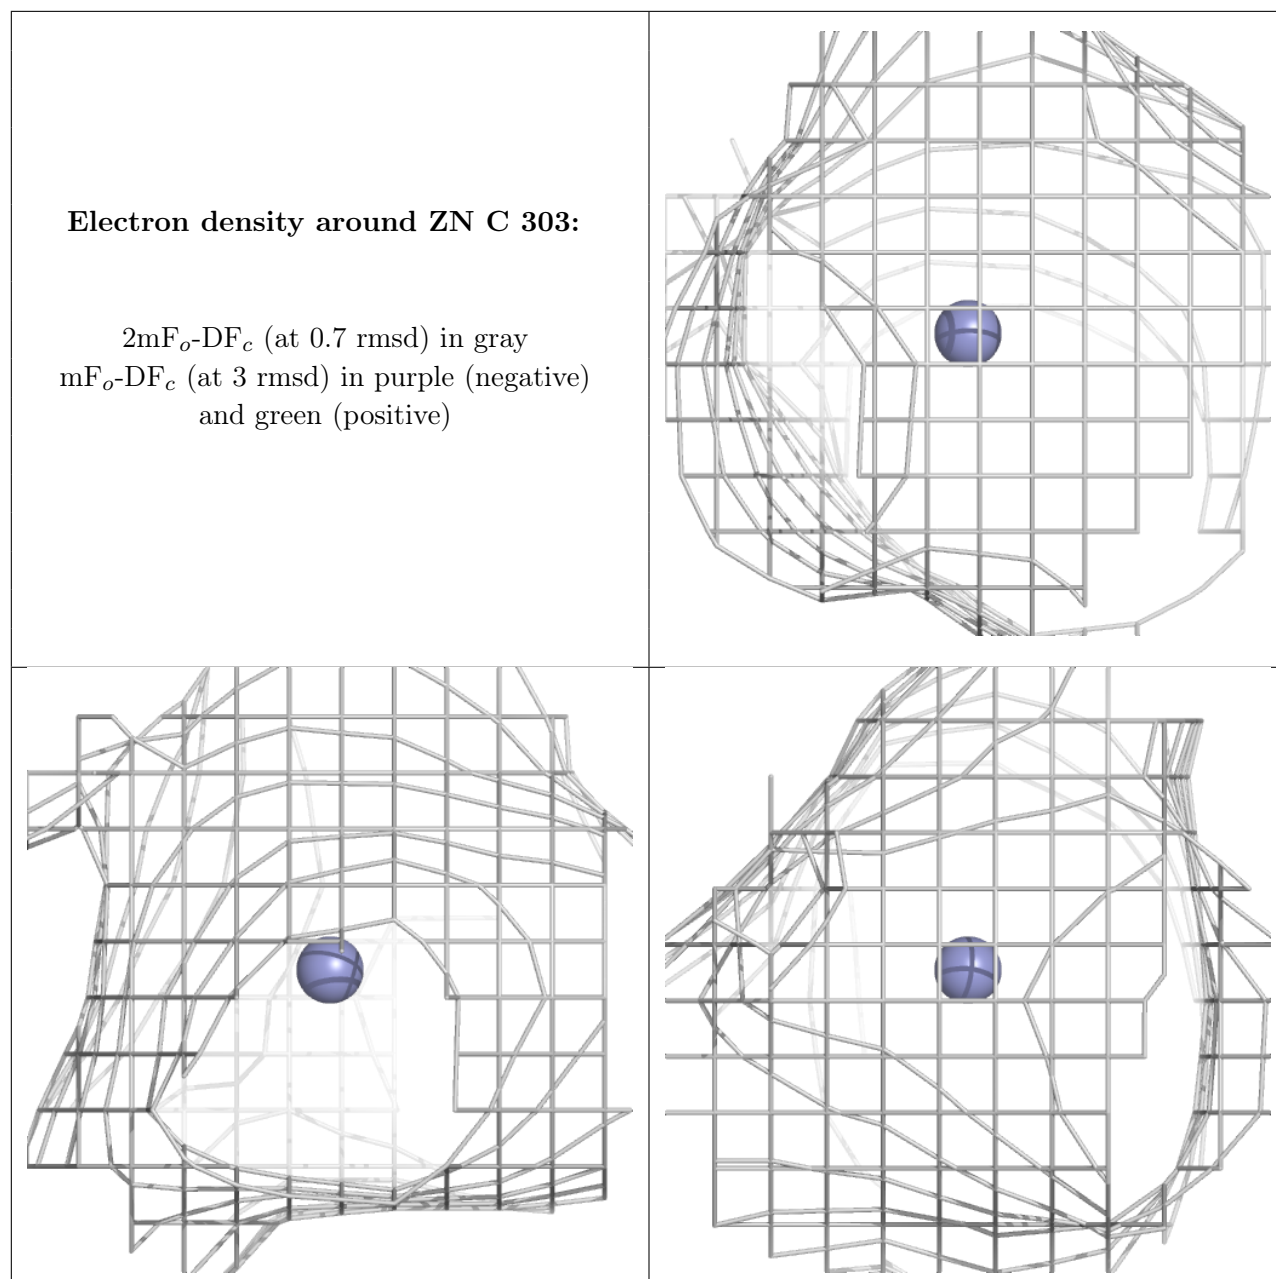 Electron density around ZN C 303:
2mFo-DFc (at 0.7 rmsd) in gray
mFo-DFc (at 3 rmsd) in purple (negative)
and green (positive)